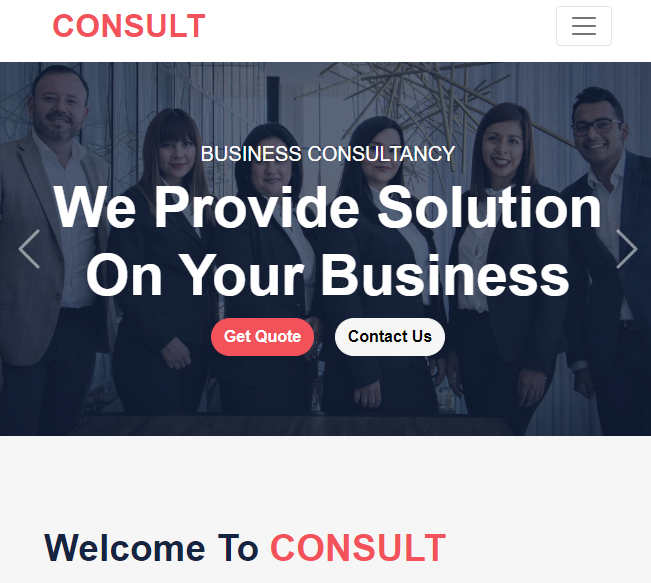 CONSULT
BUSINESS CONSULTANCY
We Provide Solution
On Your Business
Get Quote
Contact Us
Welcome To CONSULT